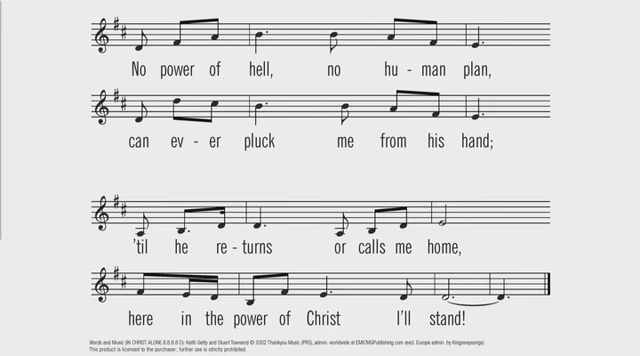 No power of hell, no hu - man plan,
can ev - er pluck me from his hand;
'til he re - turns or calls me home,
here in the power of Christ I'll stand!
Words and Music (IN CHRIST ALONE 8.8.8.8 D): Keith Getty and Stuart Townend © 2002 Thankyou Music (PRS), admin. worldwide at EMICMGPublishing.com (excl. Europe admin. by Kingswaysongs)
This product is licensed to the purchaser; further use is strictly prohibited.